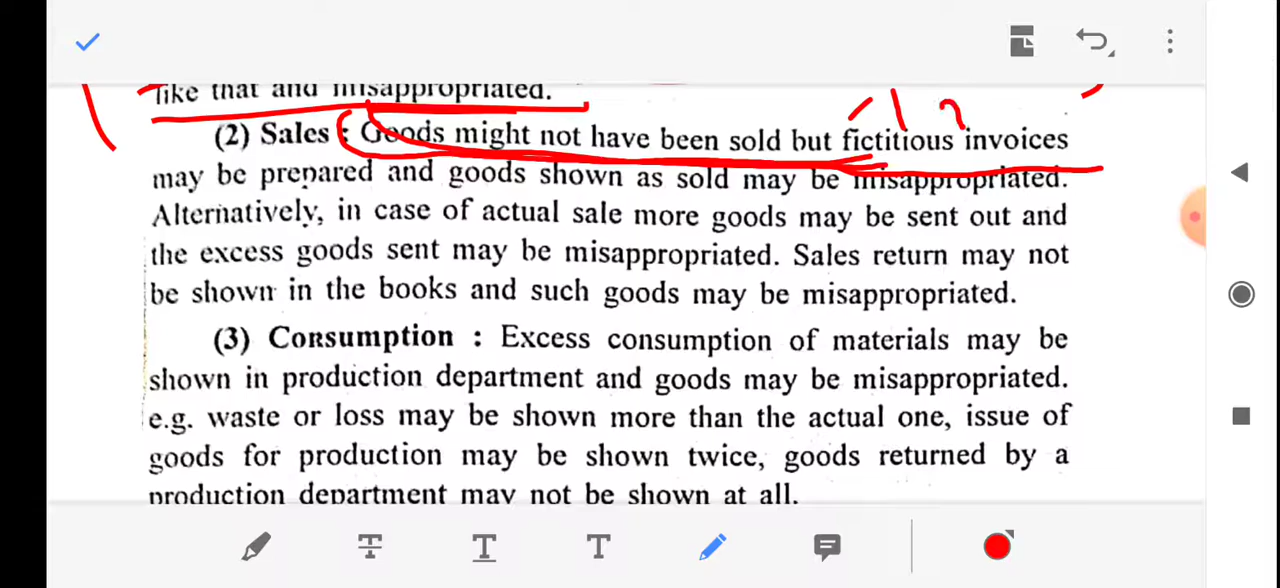 like that and misappropriated.
(2) Sales : Goods might not have been sold but fictitious invoices
may be prepared and goods shown as sold may be misappropriated.
Alternatively, in case of actual sale more goods may be sent out and
the excess goods sent may be misappropriated. Sales return may not
be shown in the books and such goods may be misappropriated.
(3) Consumption : Excess consumption of materials may be
shown in production department and goods may be misappropriated.
e.g. waste or loss may be shown more than the actual one, issue of
goods for production may be shown twice, goods returned by a
production department may not be shown at all.